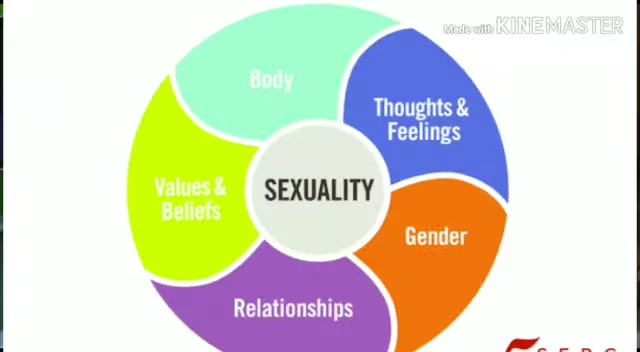 Made with KINEMASTER
Body
Thoughts &
Feelings
Values &
Beliefs
SEXUALITY
Gender
Relationships